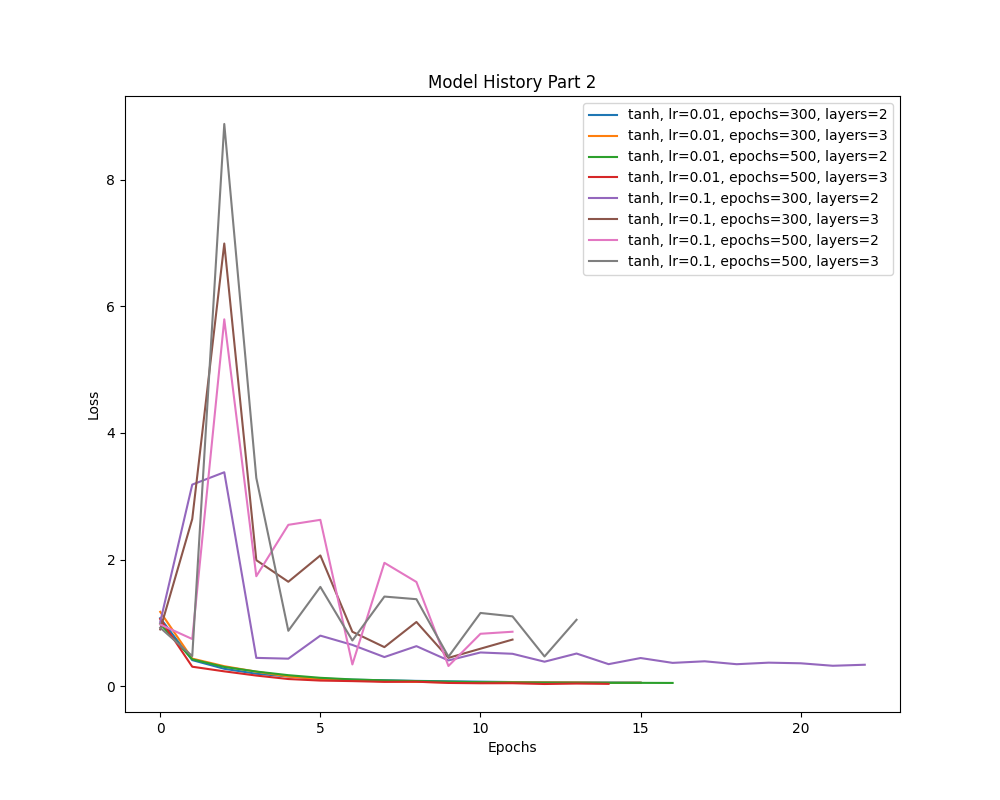 Model History Part 2
tanh, lr=0.01, epochs=300, layers=2
tanh, lr=0.01, epochs=300, layers=3
tanh, lr=0.01, epochs=500, layers=2
tanh, lr=0.01, epochs=500, layers=3
tanh, lr=0.1, epochs=300, layers=2
tanh, lr=0.1, epochs=300, layers=3
tanh, lr=0.1, epochs=500, layers=2
tanh, lr=0.1, epochs=500, layers=3
8
6
4
2
0
Loss
0 5 10 15 20
Epochs